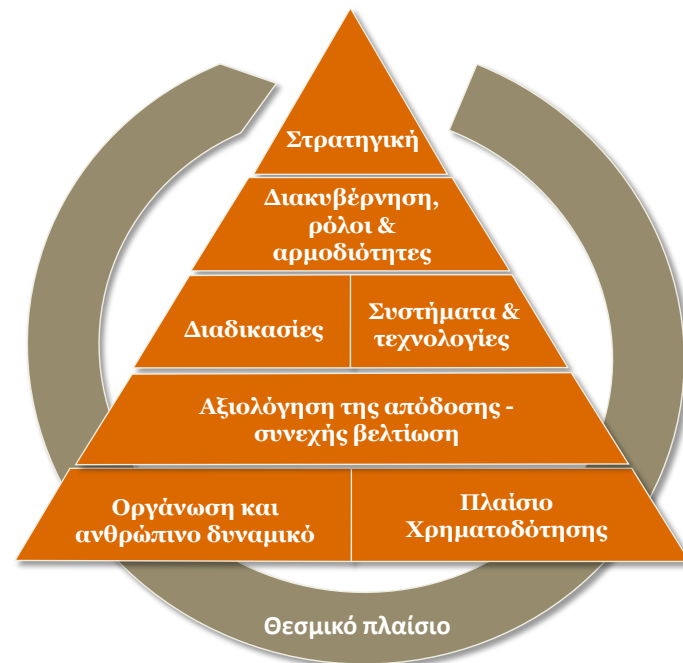 Στρατηγική
Διακυβέρνηση,
ρόλοι &
αρμοδιότητες
Διαδικασίες
Συστήματα &
τεχνολογίες
Αξιολόγηση της απόδοσης -
συνεχής βελτίωση
Οργάνωση και
ανθρώπινο δυναμικό
Πλαίσιο
Χρηματοδότησης
Θεσμικό πλαίσιο